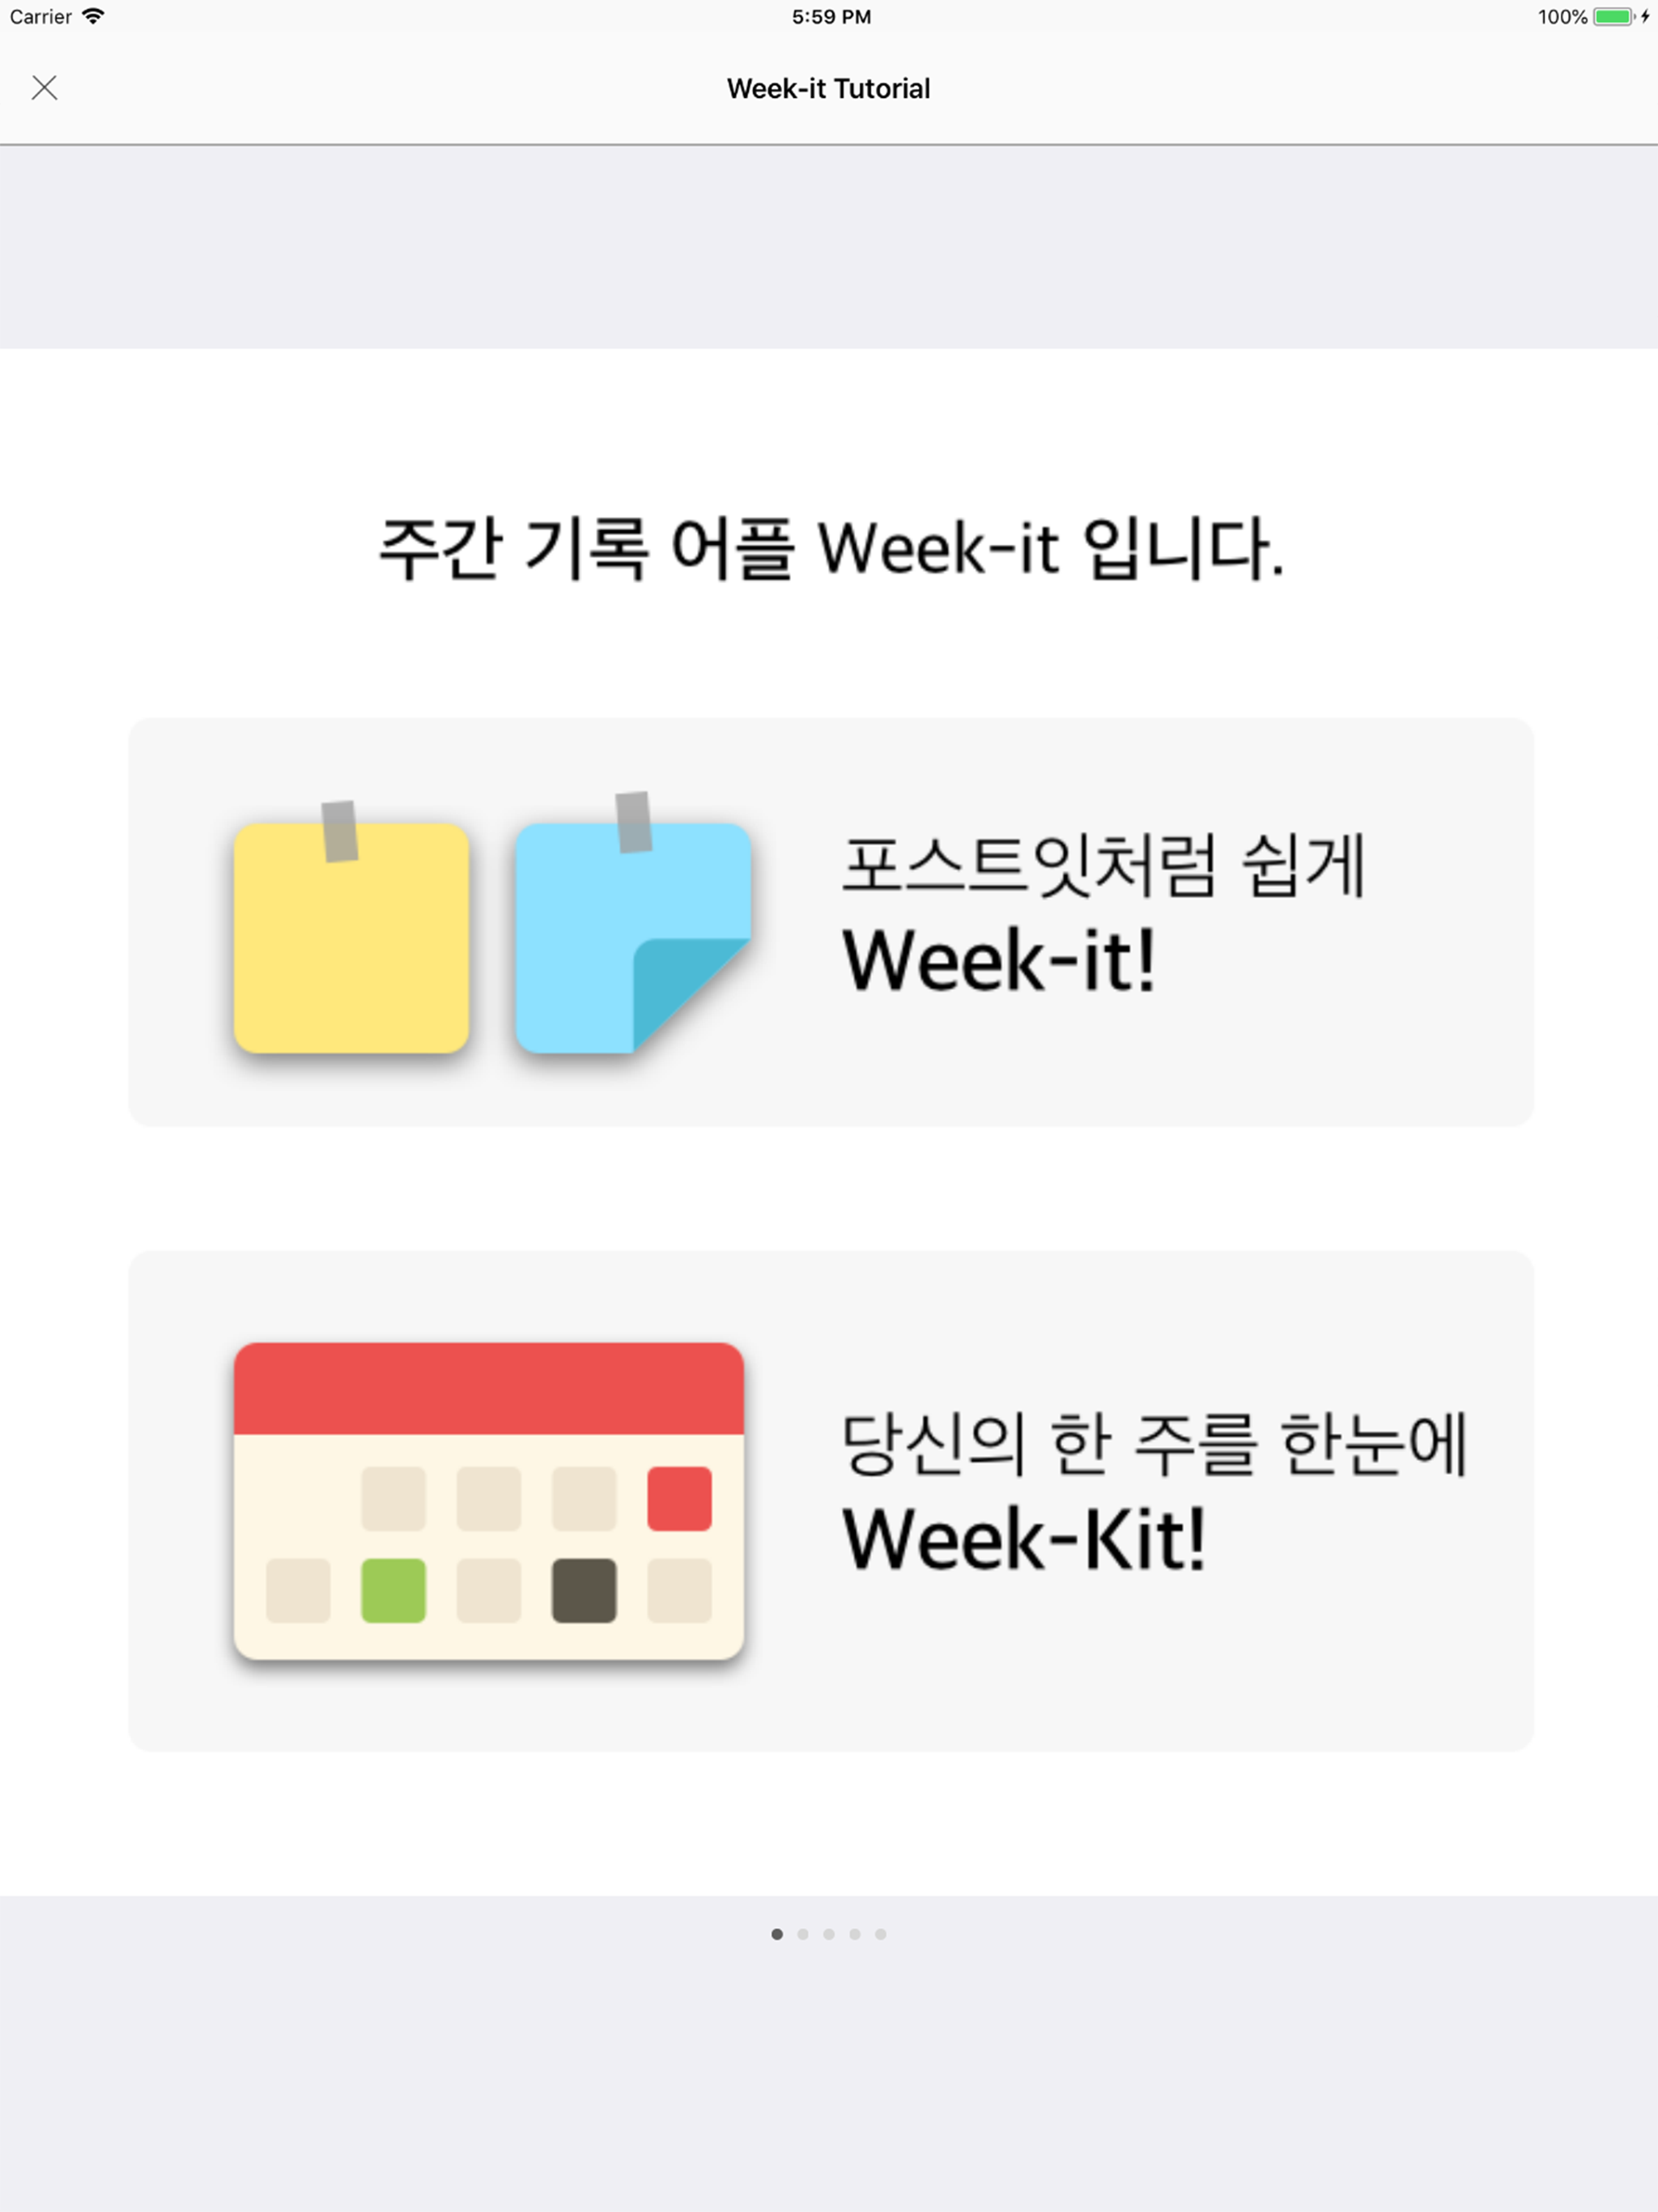 Carrier 5:59 PM 100%
Week-it Tutorial
주간 기록 어플 Week-it 입니다.
포스트잇처럼 쉽게
Week-it!
당신의 한 주를 한눈에
Week-Kit!